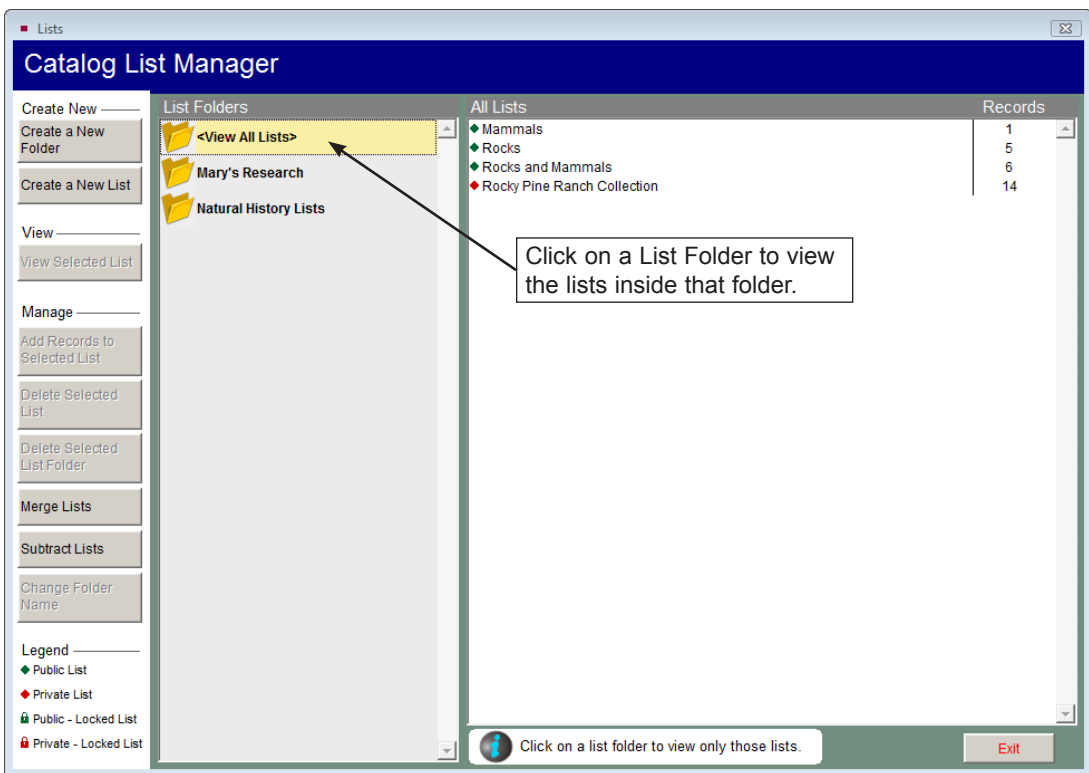 Lists
Catalog List Manager
Create New
Create a New
Folder
Create a New List
View
View Selected List
Manage
Add Records to
Selected List
Delete Selected
List
Delete Selected
List Folder
Merge Lists
Subtract Lists
Change Folder
Name
Legend
Public List
Private List
Public - Locked List
Private - Locked List
List Folders
<View All Lists>
Mary's Research
Natural History Lists
All Lists Records
Mammals 1
Rocks 5
Rocks and Mammals 6
Rocky Pine Ranch Collection 14
Click on a List Folder to view
the lists inside that folder.
Click on a list folder to view only those lists.
Exit